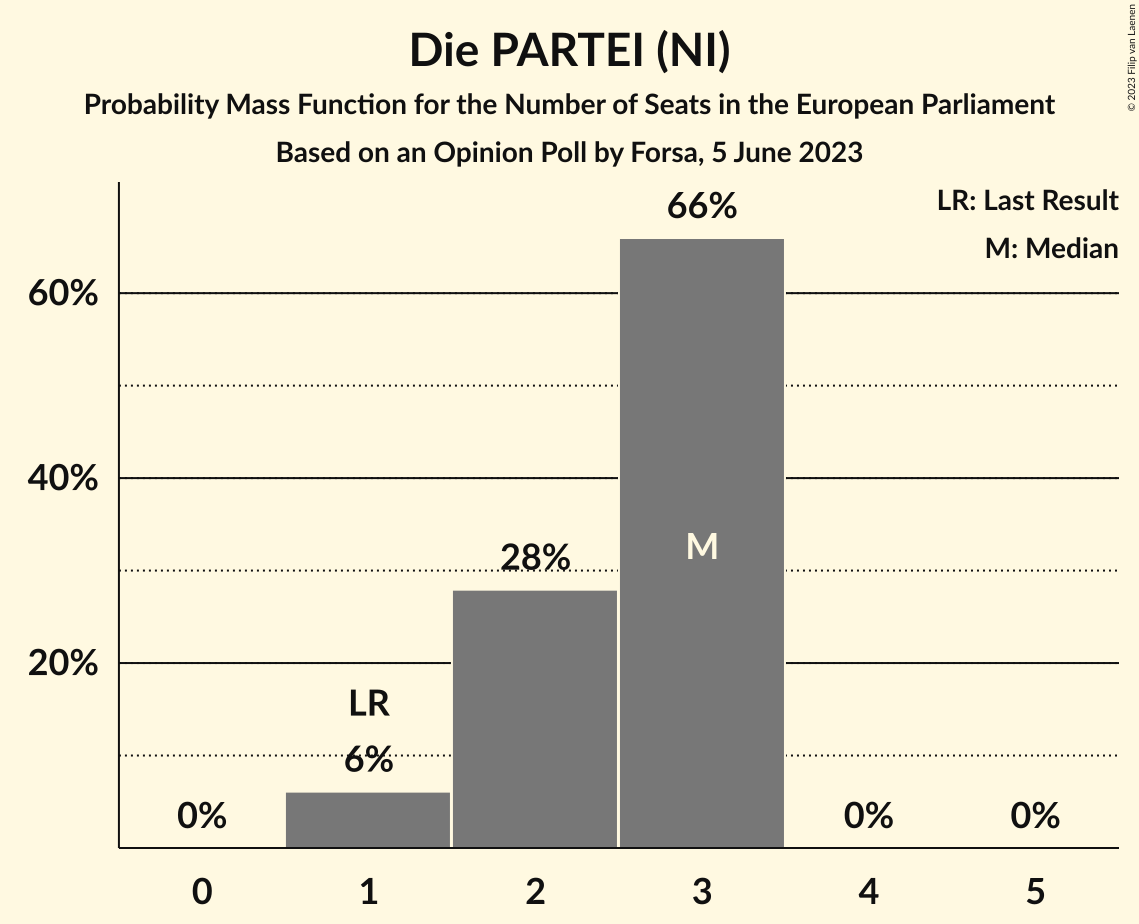 Die PARTEI (NI)
Probability Mass Function for the Number of Seats in the European Parliament
Based on an Opinion Poll by Forsa, 5 June 2023
© 2023 Filip van Laenen
LR: Last Result
M: Median
66%
60%
40%
28%
M
20%
LR
6%
0%
0%
0%
0 1 2 3 4 5